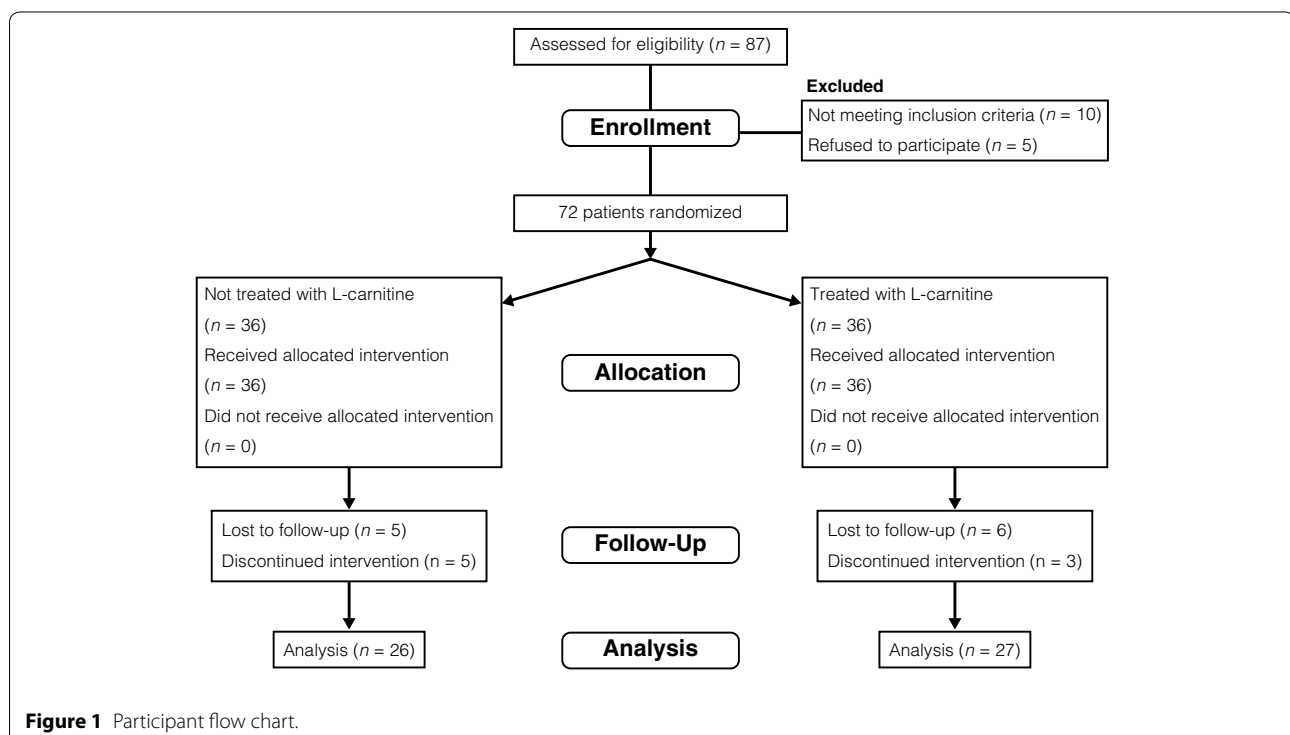 Assessed for eligibility (n = 87)
Excluded
Not meeting inclusion criteria (n = 10)
Refused to participate (n = 5)
Enrollment
72 patients randomized
Not treated with L-carnitine
(n = 36)
Received allocated intervention
(n = 36)
Did not receive allocated intervention
(n = 0)
Allocation
Treated with L-carnitine
(n = 36)
Received allocated intervention
(n = 36)
Did not receive allocated intervention
(n = 0)
Lost to follow-up (n = 5)
Discontinued intervention (n = 5)
Follow-Up
Lost to follow-up (n = 6)
Discontinued intervention (n = 3)
Analysis (n = 26)
Analysis
Analysis (n = 27)
Figure 1 Participant flow chart.